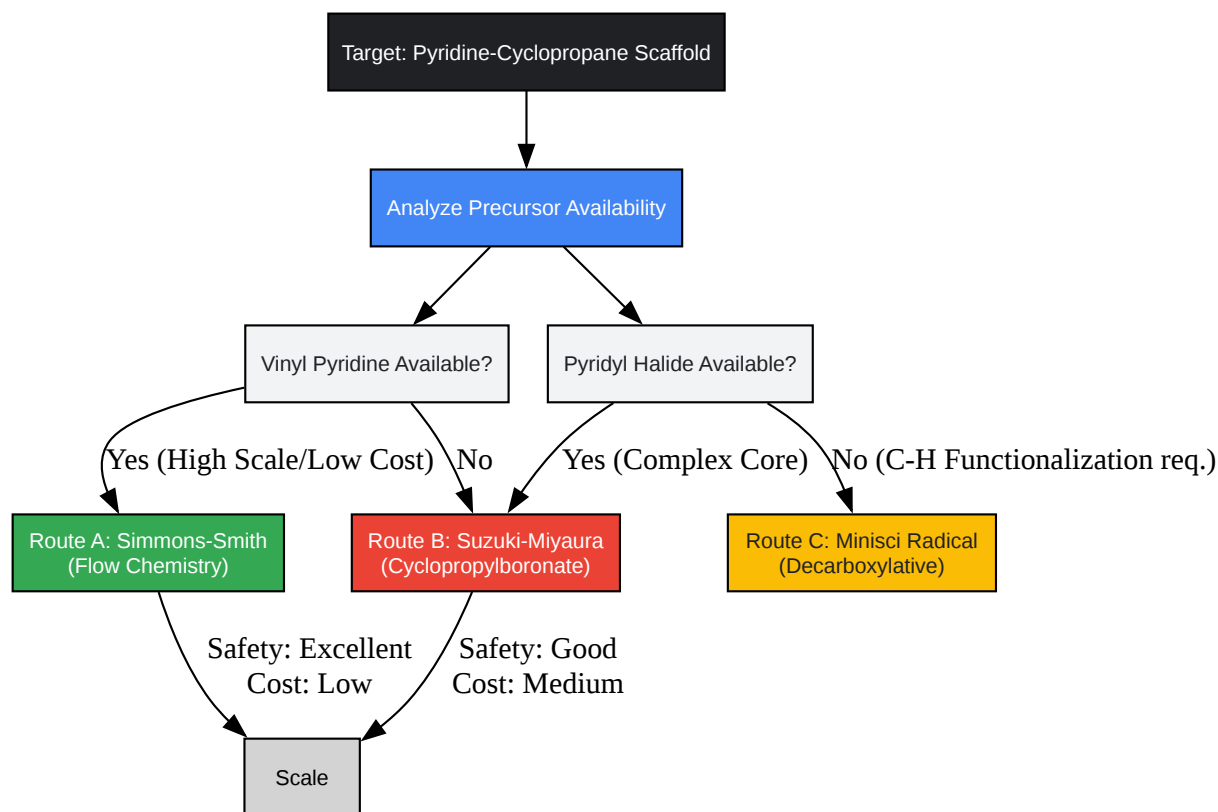 Target: Pyridine-Cyclopropane Scaffold
Analyze Precursor Availability
Vinyl Pyridine Available?
Pyridyl Halide Available?
Yes (High Scale/Low Cost)
No
Yes (Complex Core)
No (C-H Functionalization req.)
Route A: Simmons-Smith
(Flow Chemistry)
Route B: Suzuki-Miyaura
(Cyclopropylboronate)
Route C: Minisci Radical
(Decarboxylative)
Safety: Excellent
Cost: Low
Safety: Good
Cost: Medium
Scale